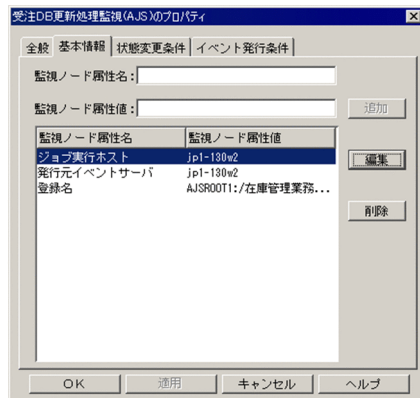 受注DB更新処理監視(AJS)のプロパティ
全般 基本情報 状態変更条件 イベント発行条件
監視ノード属性名:
監視ノード属性値:
追加
監視ノード属性名 監視ノード属性値
ジョブ実行ホスト jp1-130w2
編集
発行元イベントサーバ jp1-130w2
登録名 AJSROOT1:/在庫管理業務...
削除
OK 適用 キャンセル ヘルプ